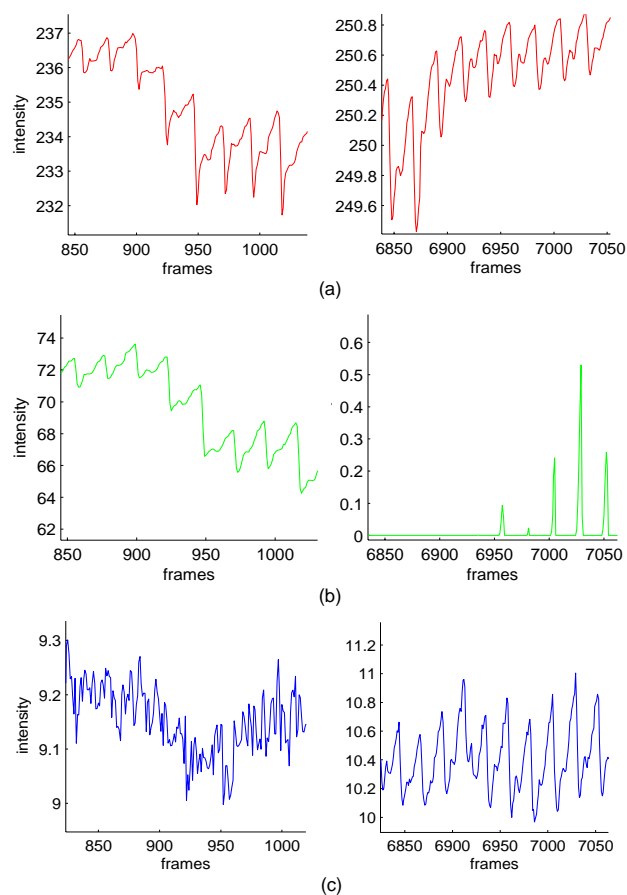 237
236
235
234
233
232
intensity
850 900 950 1000
frames
250.8
250.6
250.4
250.2
250
249.8
249.6
6850 6900 6950 7000 7050
frames
(a)
74
72
70
68
66
64
62
intensity
850 900 950 1000
frames
0.6
0.5
0.4
0.3
0.2
0.1
0
6850 6900 6950 7000 7050
frames
(b)
9.3
9.2
9.1
9
intensity
850 900 950 1000
frames
11.2
11
10.8
10.6
10.4
10.2
10
6850 6900 6950 7000 7050
frames
(c)